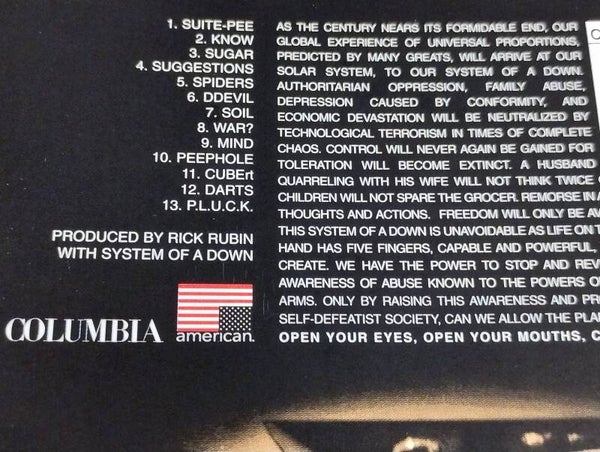 1. SUITE-PEE
2. KNOW
3. SUGAR
4. SUGGESTIONS
5. SPIDERS
6. DDEVIL
7. SOIL
8. WAR?
9. MIND
10. PEEPHOLE
11. CUBErt
12. DARTS
13. P.L.U.C.K.
PRODUCED BY RICK RUBIN
WITH SYSTEM OF A DOWN
COLUMBIA
american.
AS THE CENTURY NEARS ITS FORMIDABLE END, OUR
GLOBAL EXPERIENCE OF UNIVERSAL PROPORTIONS,
PREDICTED BY MANY GREATS, WILL ARRIVE AT OUR
SOLAR SYSTEM, TO OUR SYSTEM OF A DOWN.
AUTHORITARIAN OPPRESSION, FAMILY ABUSE,
DEPRESSION CAUSED BY CONFORMITY, AND
ECONOMIC DEVASTATION WILL BE NEUTRALIZED BY
TECHNOLOGICAL TERRORISM IN TIMES OF COMPLETE
CHAOS. CONTROL WILL NEVER AGAIN BE GAINED FOR
TOLERATION WILL BECOME EXTINCT. A HUSBAND
QUARRELING WITH HIS WIFE WILL NOT THINK TWICE
CHILDREN WILL NOT SPARE THE GROCER. REMORSE IN
THOUGHTS AND ACTIONS. FREEDOM WILL ONLY BE
THIS SYSTEM OF A DOWN IS UNAVOIDABLE AS LIFE ON
HAND HAS FIVE FINGERS, CAPABLE AND POWERFUL,
CREATE. WE HAVE THE POWER TO STOP AND
AWARENESS OF ABUSE KNOWN TO THE POWERS
ARMS. ONLY BY RAISING THIS AWARENESS AND
SELF-DEFEATIST SOCIETY, CAN WE ALLOW THE
OPEN YOUR EYES, OPEN YOUR MOUTHS,